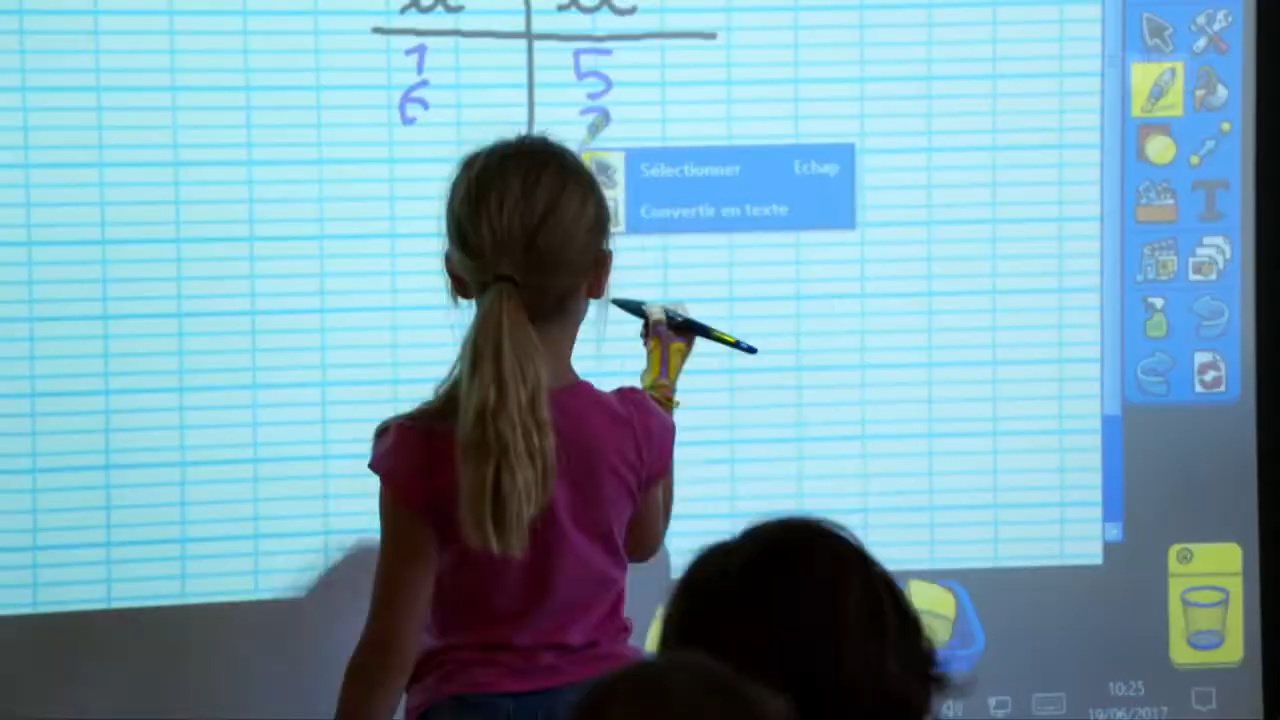 1 5
6
Sélectionner Echap
Convertir en texte
T
10:25
19/06/2017